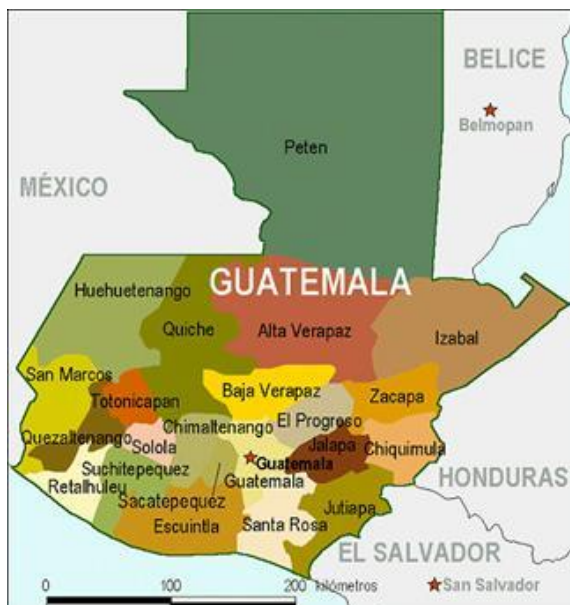 BELICE
Belmopan
Peten
MÉXICO
GUATEMALA
Huehuetenango
Quiche
Alta Verapaz
Izabal
San Marcos
Totonicapan
Baja Verapaz
Zacapa
Quezaltenango
Chimaltenango
El Progreso
Solola
Jalapa
Chiquimula
Suchitepequez
Guatemala
Retalhuleu
Guatemala
HONDURAS
Sacatepequez
Jutiapa
Escuintla
Santa Rosa
EL SALVADOR
0 100 200 kilómetros
San Salvador